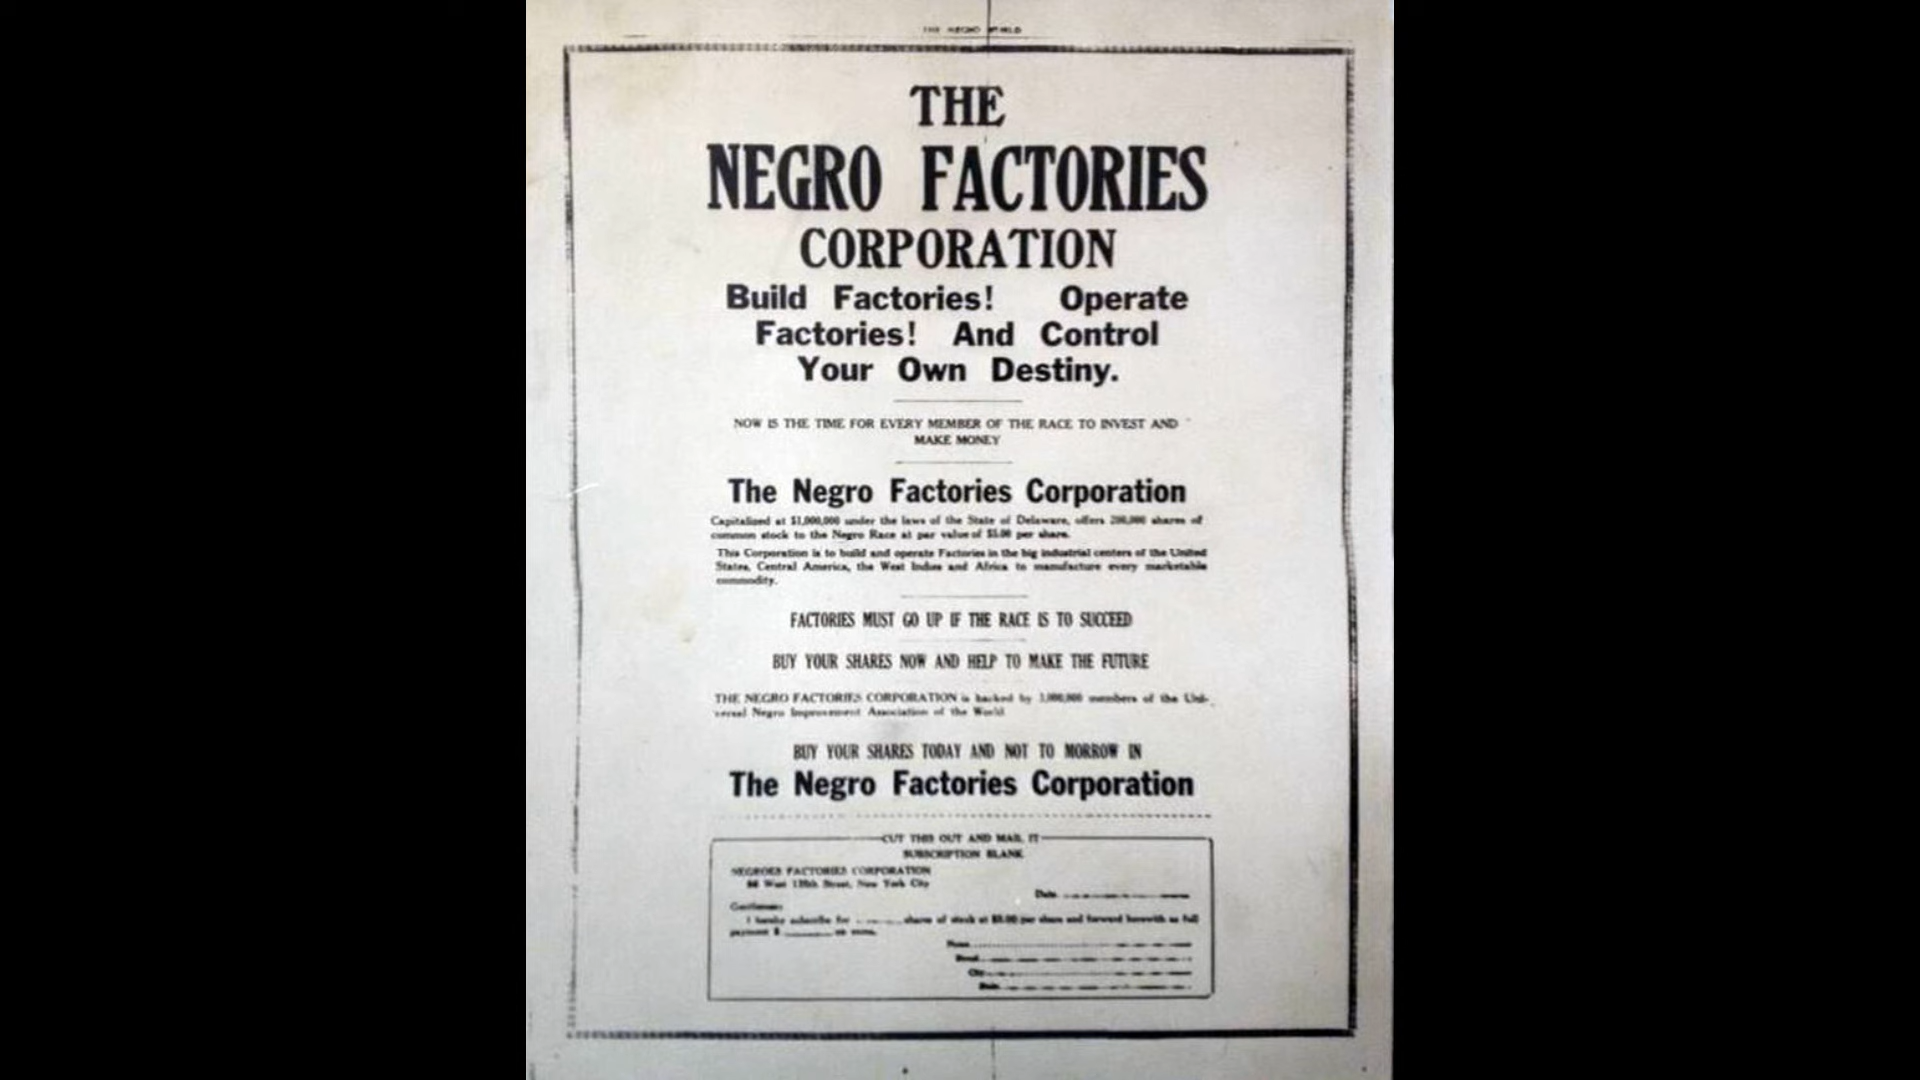 THE NEGRO WORLD
THE
NEGRO FACTORIES
CORPORATION
Build Factories! Operate
Factories! And Control
Your Own Destiny.
NOW IS THE TIME FOR EVERY MEMBER OF THE RACE TO INVEST AND
MAKE MONEY
The Negro Factories Corporation
Capitalized at $1,000,000 under the laws of the State of Delaware, offers 200,000 shares of
common stock to the Negro Race at par value of $5.00 per share.
This Corporation is to build and operate Factories in the big industrial centers of the United
States, Central America, the West Indies and Africa to manufacture every marketable
commodity.
FACTORIES MUST GO UP IF THE RACE IS TO SUCCEED
BUY YOUR SHARES NOW AND HELP TO MAKE THE FUTURE
THE NEGRO FACTORIES CORPORATION is backed by 3,000,000 members of the Uni-
versal Negro Improvement Association of the World
BUY YOUR SHARES TODAY AND NOT TO MORROW IN
The Negro Factories Corporation
CUT THIS OUT AND MAIL IT
SUBSCRIPTION BLANK
NEGROES FACTORIES CORPORATION
56 West 135th Street, New York City
Date
Gentlemen:
I hereby subscribe for shares of stock at $5.00 per share and forward herewith as full
payment $ on same.
Name
Street
City
State